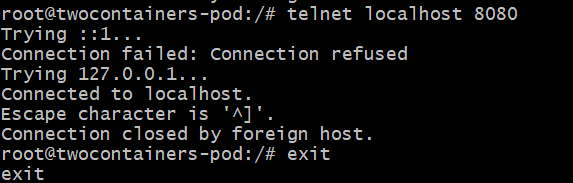 root@twocontainers-pod:/# telnet localhost 8080
Trying ::1...
Connection failed: Connection refused
Trying 127.0.0.1...
Connected to localhost.
Escape character is '^]'.
Connection closed by foreign host.
root@twocontainers-pod:/# exit
exit